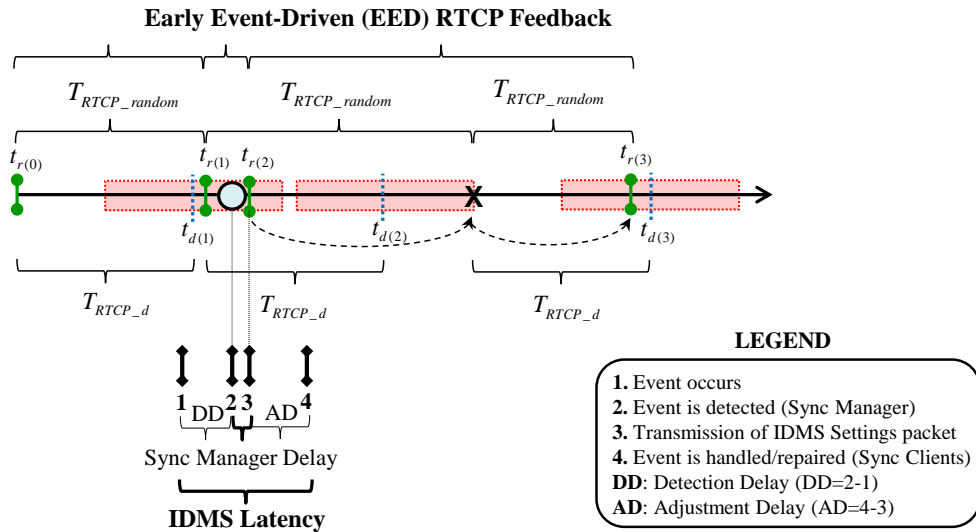 Early Event-Driven (EED) RTCP Feedback
T_RTCP_random T_RTCP_random T_RTCP_random
t_r(0) t_r(1) t_r(2) t_r(3)
X
t_d(1) t_d(2) t_d(3)
T_RTCP_d T_RTCP_d T_RTCP_d
1 DD 2 3 AD 4
Sync Manager Delay
IDMS Latency
LEGEND
1. Event occurs
2. Event is detected (Sync Manager)
3. Transmission of IDMS Settings packet
4. Event is handled/repaired (Sync Clients)
DD: Detection Delay (DD=2-1)
AD: Adjustment Delay (AD=4-3)